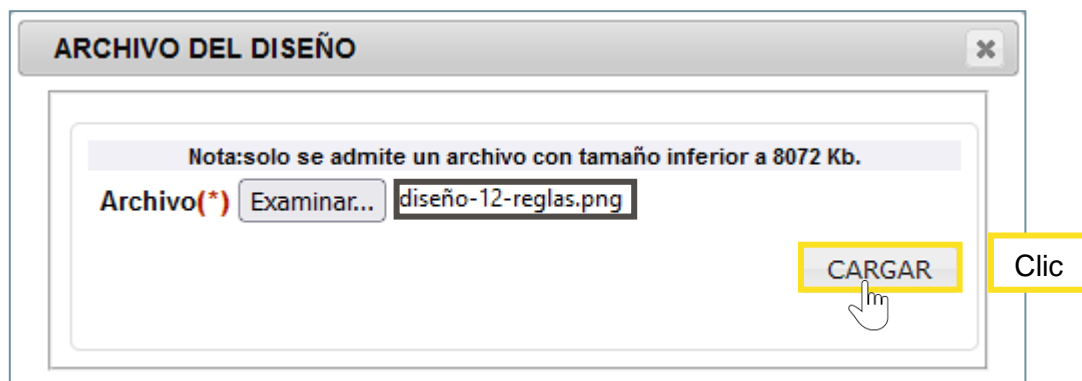 ARCHIVO DEL DISEÑO
Nota:solo se admite un archivo con tamaño inferior a 8072 Kb.
Archivo(*) Examinar... diseño-12-reglas.png
CARGAR Clic